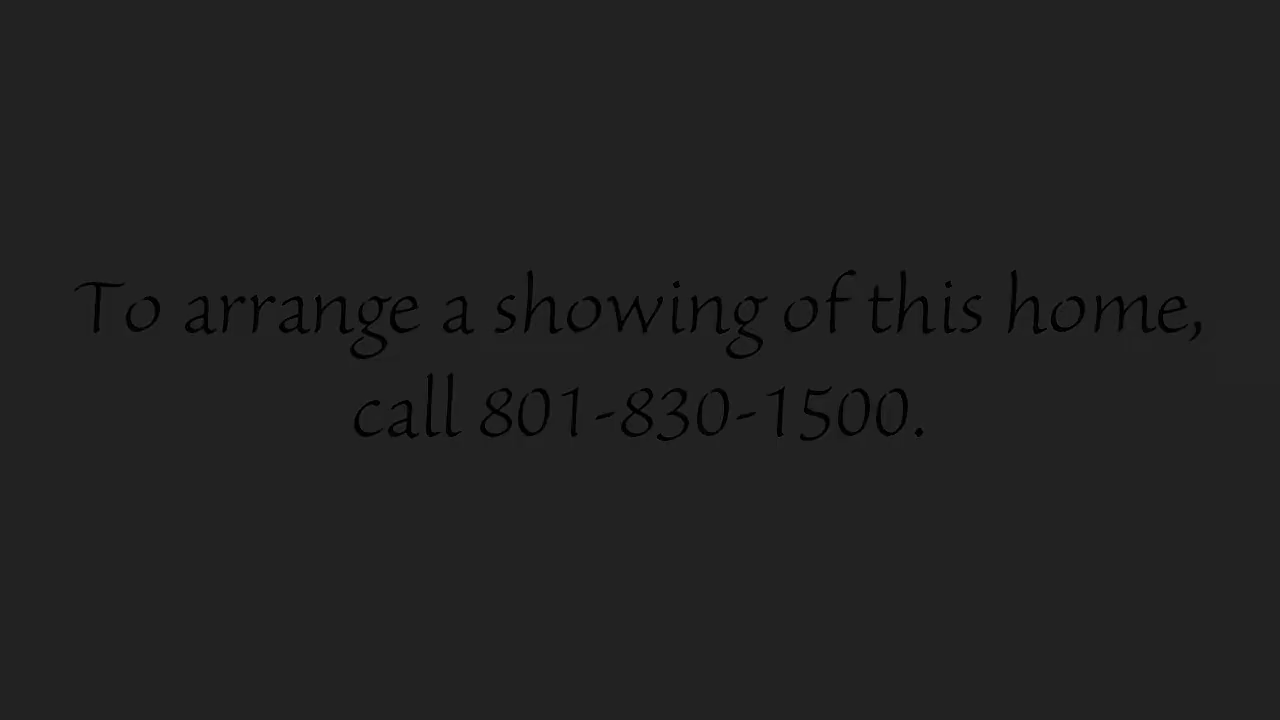 To arrange a showing of this home,
call 801-830-1500.